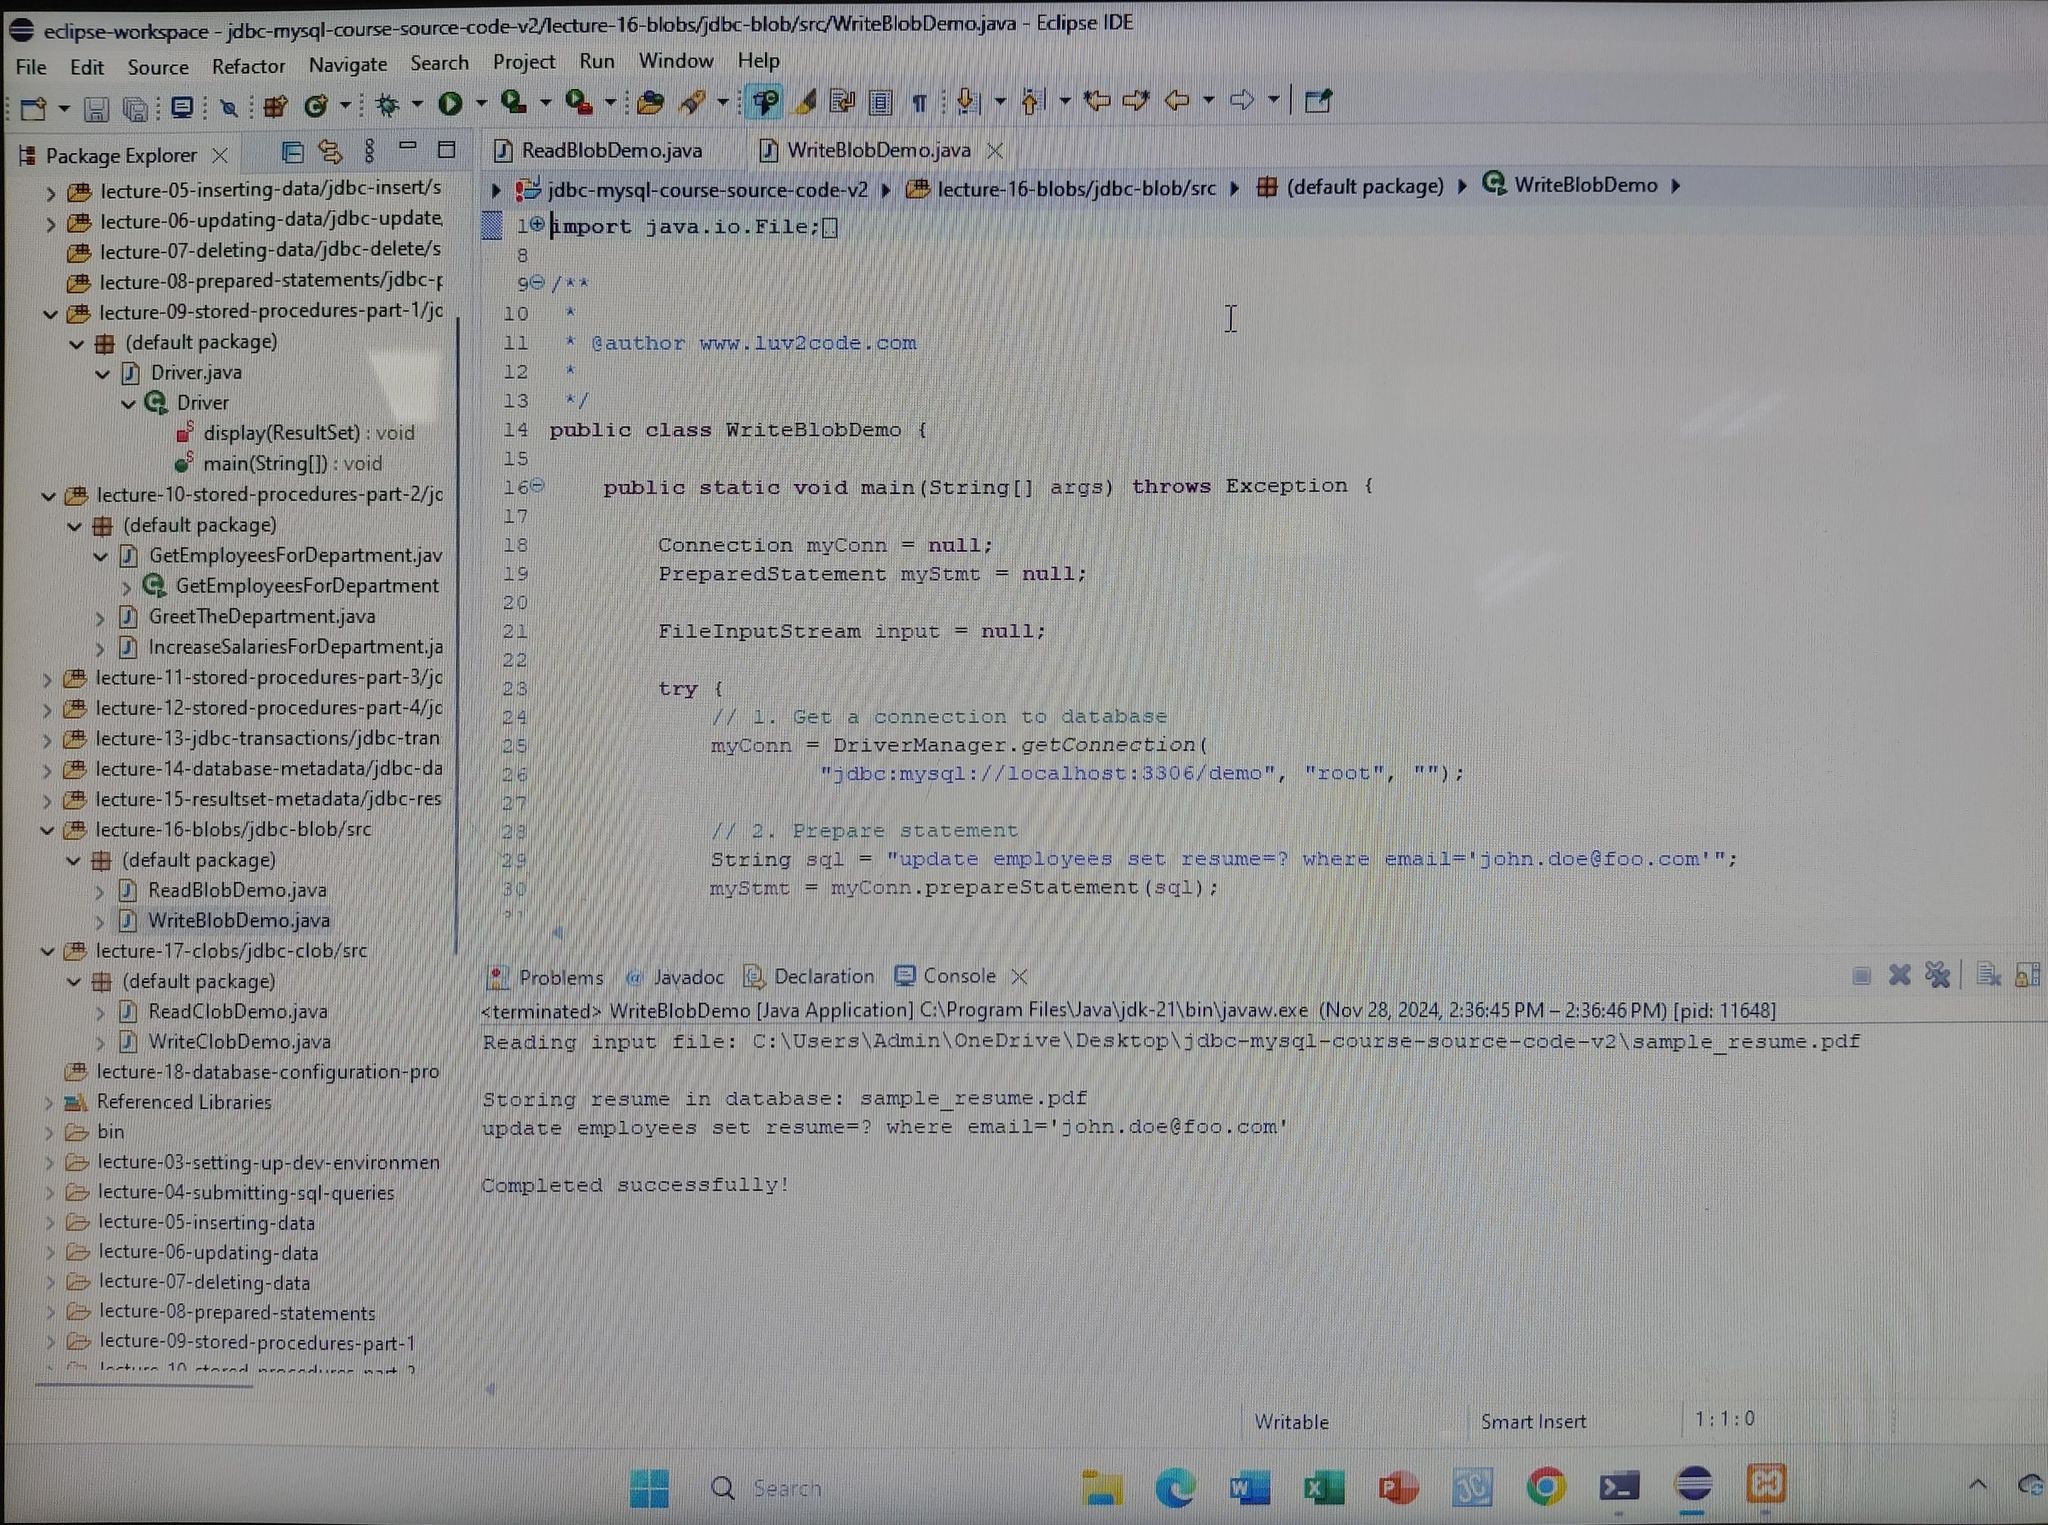 eclipse-workspace - jdbc-mysql-course-source-code-v2/lecture-16-blobs/jdbc-blob/src/WriteBlobDemo.java - Eclipse IDE
File Edit Source Refactor Navigate Search Project Run Window Help
Package Explorer
lecture-05-inserting-data/jdbc-insert/s
lecture-06-updating-data/jdbc-update
lecture-07-deleting-data/jdbc-delete/s
lecture-08-prepared-statements/jdbc-p
lecture-09-stored-procedures-part-1/jc
(default package)
Driver.java
Driver
display(ResultSet) : void
main(String[]) : void
lecture-10-stored-procedures-part-2/jc
(default package)
GetEmployeesForDepartment.jav
GetEmployeesForDepartment
GreetTheDepartment.java
IncreaseSalariesForDepartment.ja
lecture-11-stored-procedures-part-3/jc
lecture-12-stored-procedures-part-4/jc
lecture-13-jdbc-transactions/jdbc-tran
lecture-14-database-metadata/jdbc-da
lecture-15-resultset-metadata/jdbc-res
lecture-16-blobs/jdbc-blob/src
(default package)
ReadBlobDemo.java
WriteBlobDemo.java
lecture-17-clobs/jdbc-clob/src
(default package)
ReadClobDemo.java
WriteClobDemo.java
lecture-18-database-configuration-pro
Referenced Libraries
bin
lecture-03-setting-up-dev-environmen
lecture-04-submitting-sql-queries
lecture-05-inserting-data
lecture-06-updating-data
lecture-07-deleting-data
lecture-08-prepared-statements
lecture-09-stored-procedures-part-1
ReadBlobDemo.java WriteBlobDemo.java
jdbc-mysql-course-source-code-v2 lecture-16-blobs/jdbc-blob/src (default package) WriteBlobDemo
1 import java.io.File;
8
9 /**
10 *
11 * @author www.luv2code.com
12 *
13 */
14 public class WriteBlobDemo {
15
16 public static void main(String[] args) throws Exception {
17
18 Connection myConn = null;
19 PreparedStatement myStmt = null;
20
21 FileInputStream input = null;
22
23 try {
24 // 1. Get a connection to database
25 myConn = DriverManager.getConnection(
26 "jdbc:mysql://localhost:3306/demo", "root", "");
27
28 // 2. Prepare statement
29 String sql = "update employees set resume=? where email='john.doe@foo.com'";
30 myStmt = myConn.prepareStatement(sql);
Problems Javadoc Declaration Console
<terminated> WriteBlobDemo [Java Application] C:\Program Files\Java\jdk-21\bin\javaw.exe (Nov 28, 2024, 2:36:45 PM – 2:36:46 PM) [pid: 11648]
Reading input file: C:\Users\Admin\OneDrive\Desktop\jdbc-mysql-course-source-code-v2\sample_resume.pdf
Storing resume in database: sample_resume.pdf
update employees set resume=? where email='john.doe@foo.com'
Completed successfully!
Writable Smart Insert 1:1:0
Search